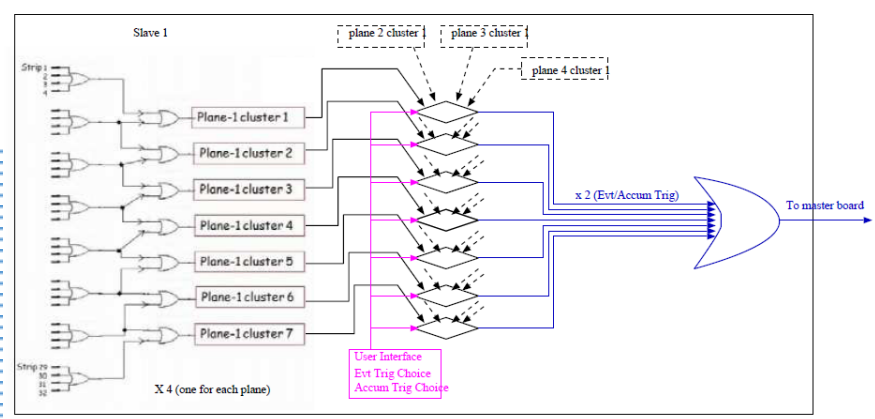 Slave 1
plane 2 cluster 1
plane 3 cluster 1
plane 4 cluster 1
Strip 1
2
3
4
Plane-1 cluster 1
Plane-1 cluster 2
Plane-1 cluster 3
Plane-1 cluster 4
Plane-1 cluster 5
Plane-1 cluster 6
Plane-1 cluster 7
Strip 29
30
31
32
X 4 (one for each plane)
User Interface
Evt Trig Choice
Accum Trig Choice
x 2 (Evt/Accum Trig)
To master board